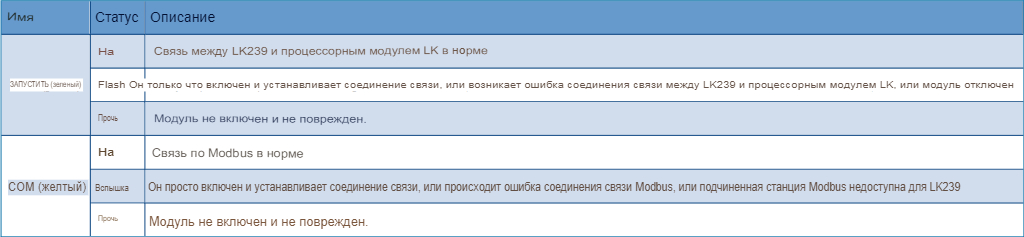 Имя Статус Описание
На Связь между LK239 и процессорным модулем LK в норме
ЗАПУСТИТЬ (зеленый) Flash Он только что включен и устанавливает соединение связи, или возникает ошибка соединения связи между LK239 и процессорным модулем LK, или модуль отключен
Прочь Модуль не включен и не поврежден.
На Связь по Modbus в норме
COM (желтый) Вспышка Он просто включен и устанавливает соединение связи, или происходит ошибка соединения связи Modbus, или подчиненная станция Modbus недоступна для LK239
Прочь Модуль не включен и не поврежден.